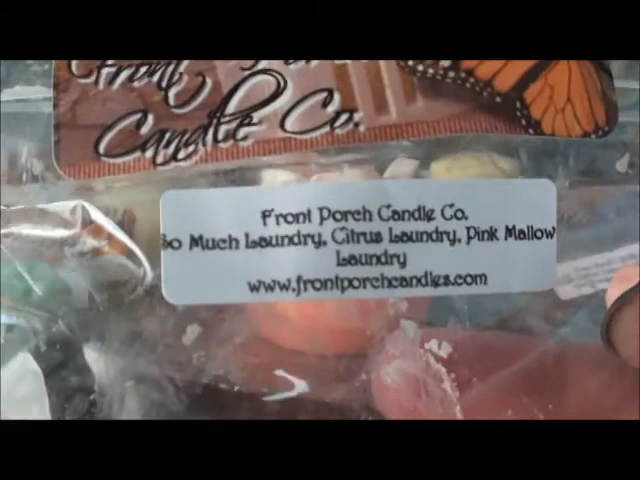 Front Porch
Candle Co.
Front Porch Candle Co.
So Much Laundry, Citrus Laundry, Pink Mallow
Laundry
www.frontporchcandles.com